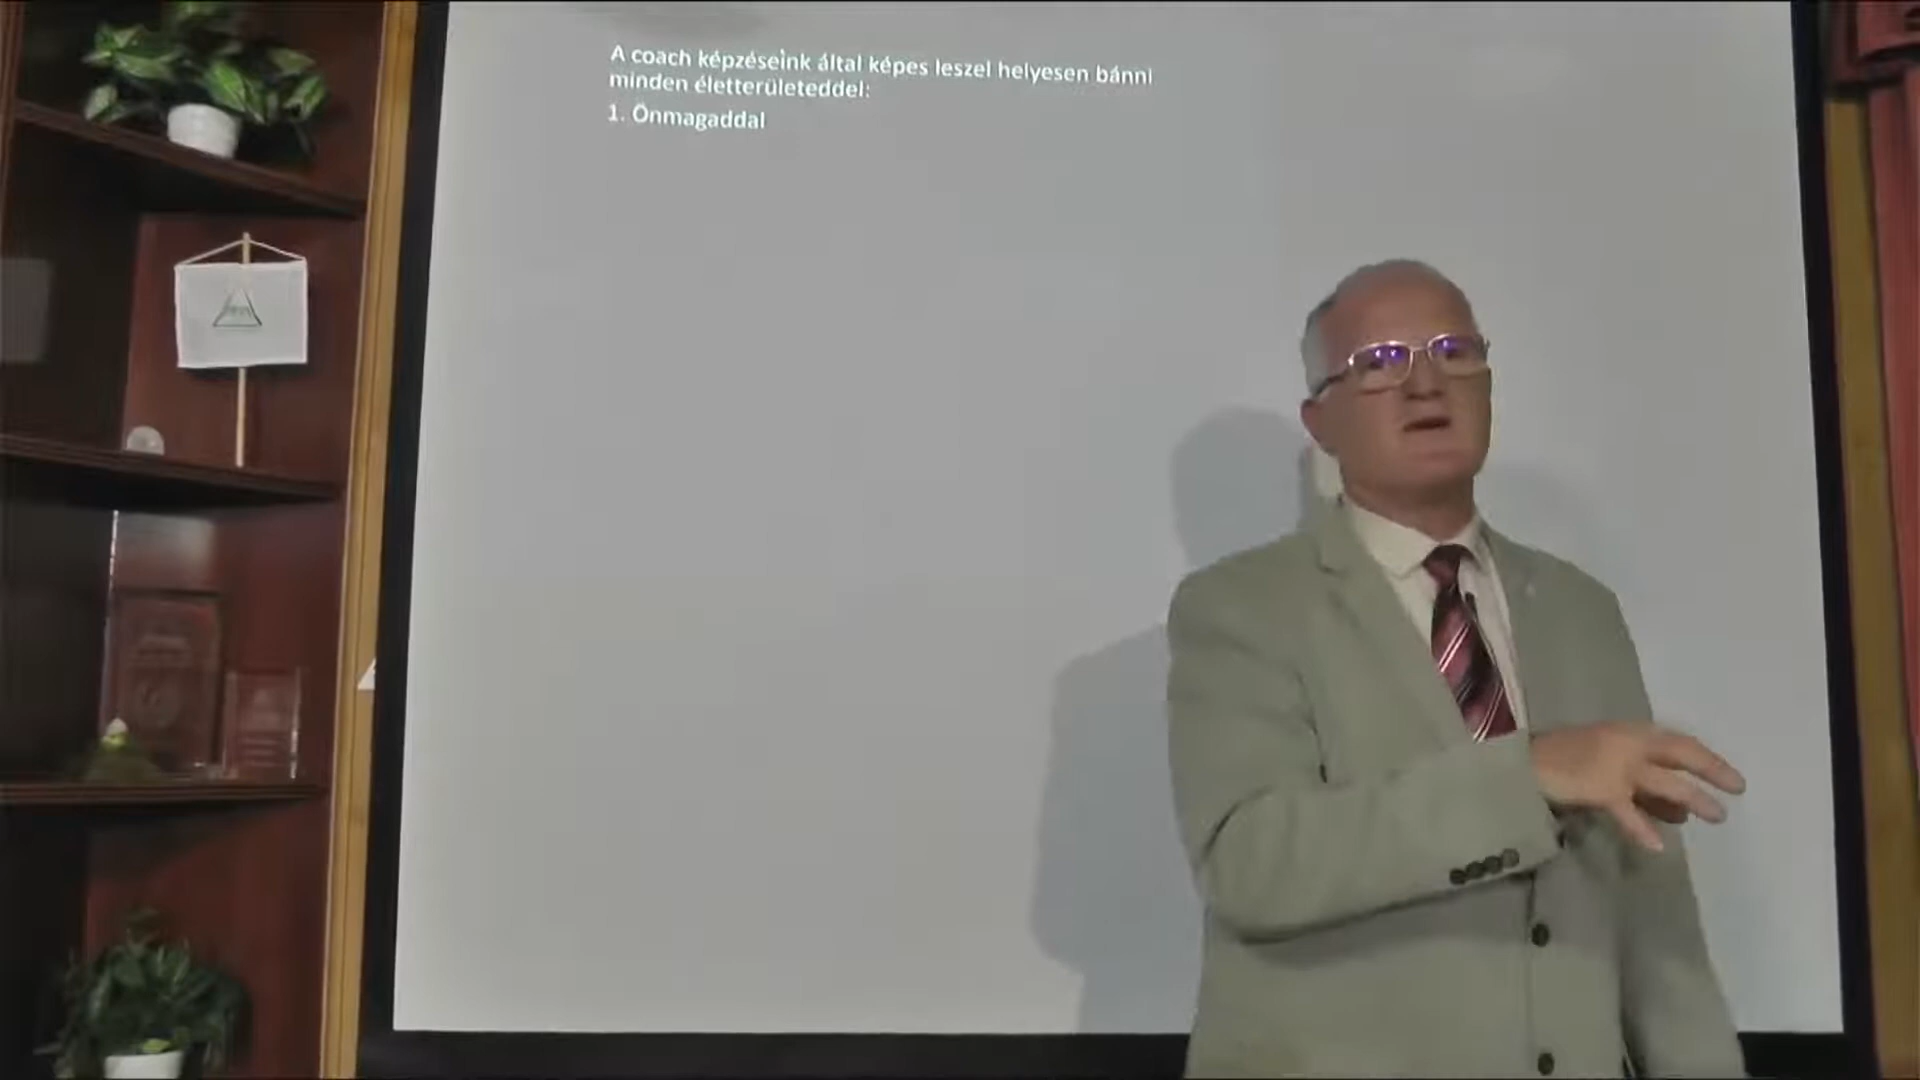 A coach képzéseink által képes leszel helyesen bánni
minden életterületeddel:
1. Önmagaddal